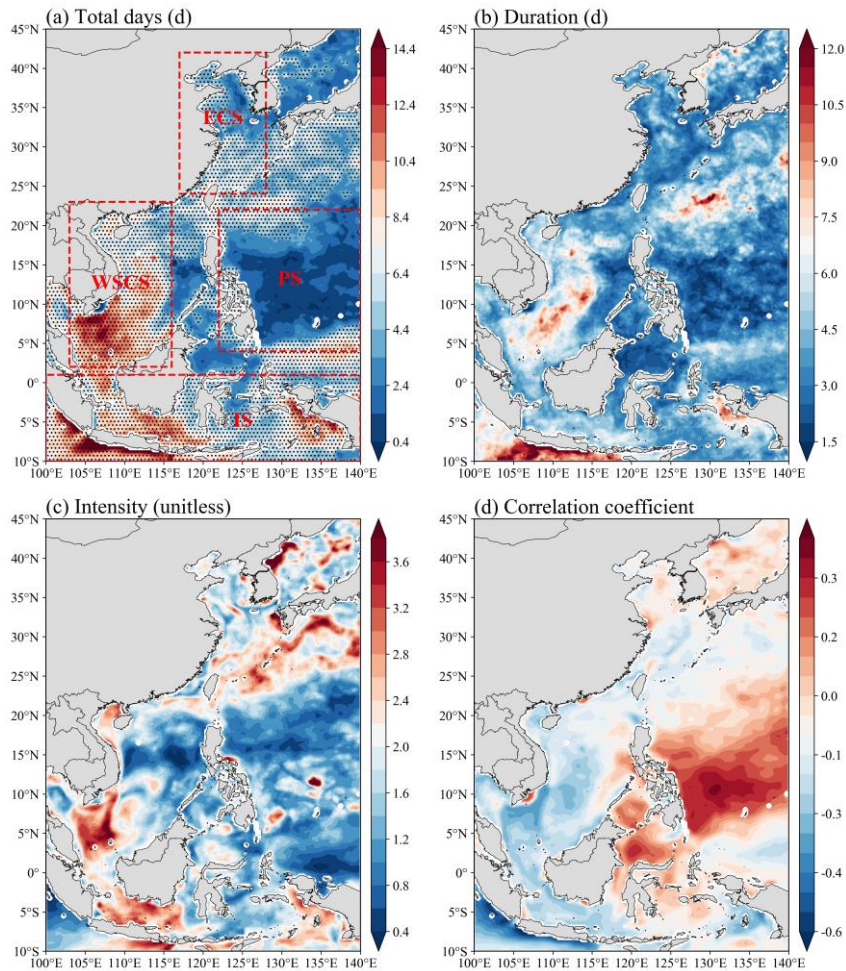 (a) Total days (d)
45°N
40°N
35°N
30°N
25°N
20°N
15°N
10°N
5°N
0°
5°S
10°S
100°E 105°E 110°E 115°E 120°E 125°E 130°E 135°E 140°E
ECS
WSCS
PS
IS
14.4
12.4
10.4
8.4
6.4
4.4
2.4
0.4
(b) Duration (d)
45°N
40°N
35°N
30°N
25°N
20°N
15°N
10°N
5°N
0°
5°S
10°S
100°E 105°E 110°E 115°E 120°E 125°E 130°E 135°E 140°E
12.0
10.5
9.0
7.5
6.0
4.5
3.0
1.5
(c) Intensity (unitless)
45°N
40°N
35°N
30°N
25°N
20°N
15°N
10°N
5°N
0°
5°S
10°S
100°E 105°E 110°E 115°E 120°E 125°E 130°E 135°E 140°E
3.6
3.2
2.8
2.4
2.0
1.6
1.2
0.8
0.4
(d) Correlation coefficient
45°N
40°N
35°N
30°N
25°N
20°N
15°N
10°N
5°N
0°
5°S
10°S
100°E 105°E 110°E 115°E 120°E 125°E 130°E 135°E 140°E
0.3
0.2
0.0
-0.1
-0.3
-0.4
-0.6